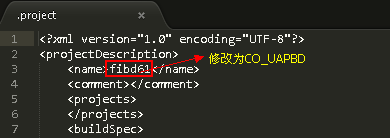 .project
1 <?xml version="1.0" encoding="UTF-8"?>
2 <projectDescription>
3 <name>fibd61</name> 修改为CO_UAPBD
4 <comment></comment>
5 <projects>
6 </projects>
7 <buildSpec>